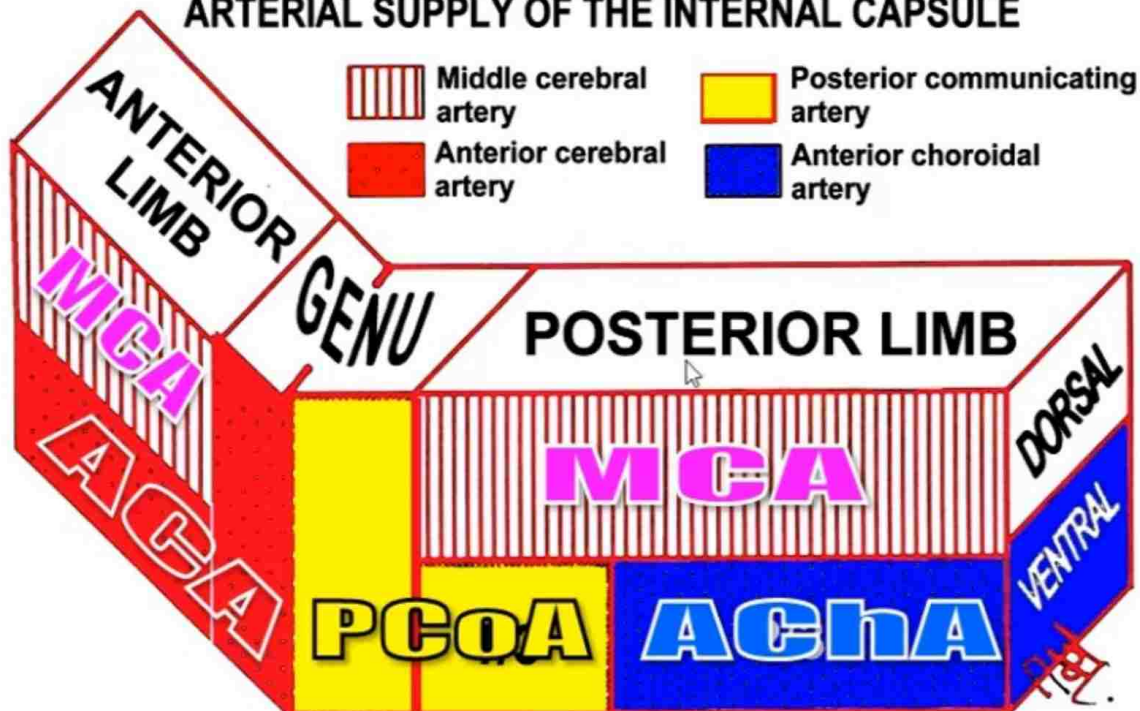 ARTERIAL SUPPLY OF THE INTERNAL CAPSULE
Middle cerebral
artery
Posterior communicating
artery
Anterior cerebral
artery
Anterior choroidal
artery
ANTERIOR
LIMB
GENU
POSTERIOR LIMB
DORSAL
VENTRAL
MCA
ACA
MCA
PCoA
AChA